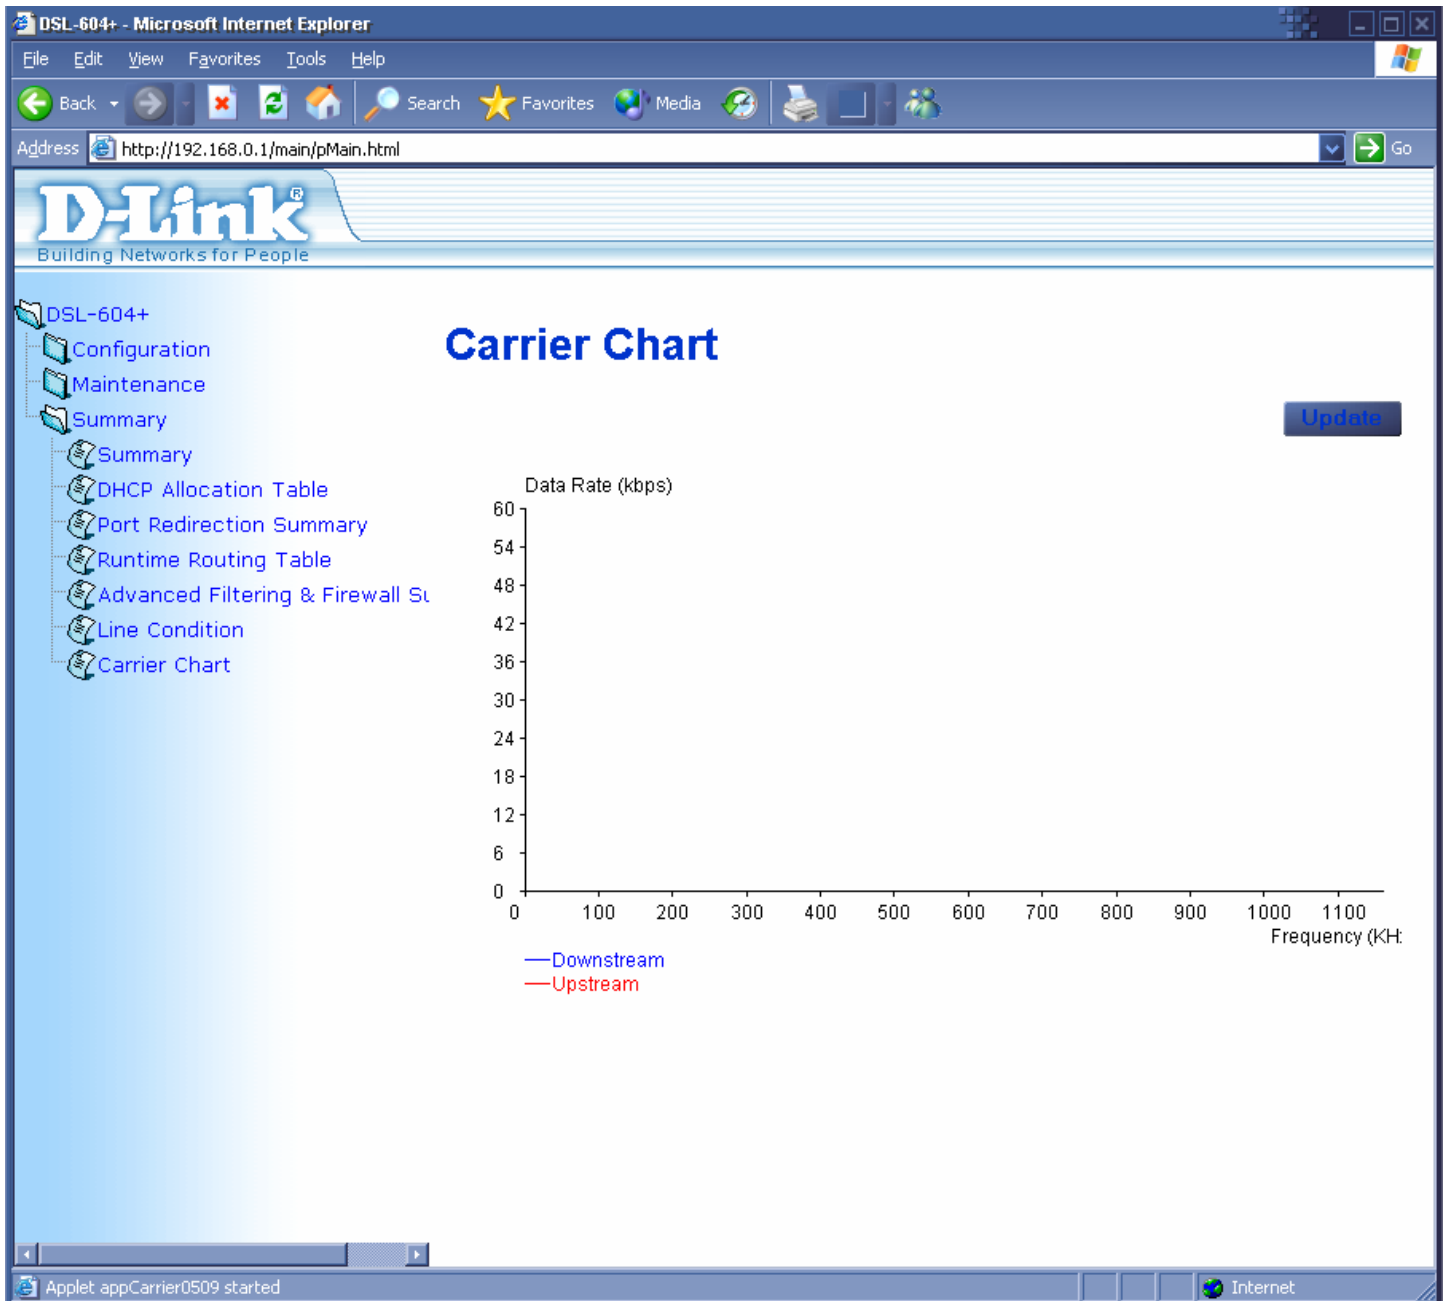 DSL-604+ - Microsoft Internet Explorer
File Edit View Favorites Tools Help
Back Search Favorites Media
Address http://192.168.0.1/main/pMain.html Go
D-Link®
Building Networks for People
DSL-604+
Configuration
Maintenance
Summary
Summary
DHCP Allocation Table
Port Redirection Summary
Runtime Routing Table
Advanced Filtering & Firewall Su
Line Condition
Carrier Chart
Carrier Chart
Update
Data Rate (kbps)
60
54
48
42
36
30
24
18
12
6
0
0 100 200 300 400 500 600 700 800 900 1000 1100
Frequency (KH:
Downstream
Upstream
Applet appCarrier0509 started Internet